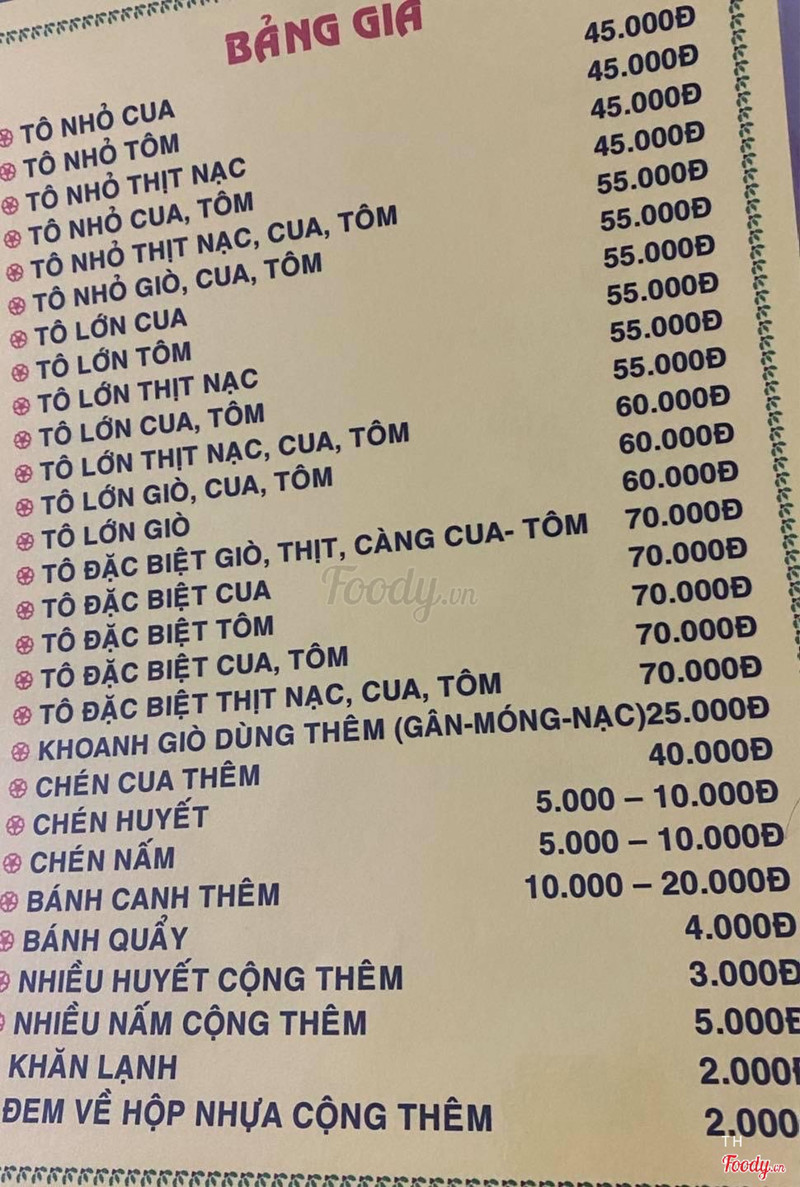 BẢNG GIÁ
TÔ NHỎ CUA 45.000Đ
TÔ NHỎ TÔM 45.000Đ
TÔ NHỎ THỊT NẠC 45.000Đ
TÔ NHỎ CUA, TÔM 45.000Đ
TÔ NHỎ THỊT NẠC, CUA, TÔM 55.000Đ
TÔ NHỎ GIÒ, CUA, TÔM 55.000Đ
TÔ LỚN CUA 55.000Đ
TÔ LỚN TÔM 55.000Đ
TÔ LỚN THỊT NẠC 55.000Đ
TÔ LỚN CUA, TÔM 55.000Đ
TÔ LỚN THỊT NẠC, CUA, TÔM 60.000Đ
TÔ LỚN GIÒ, CUA, TÔM 60.000Đ
TÔ LỚN GIÒ 60.000Đ
TÔ ĐẶC BIỆT GIÒ, THỊT, CÀNG CUA- TÔM 70.000Đ
TÔ ĐẶC BIỆT CUA 70.000Đ
TÔ ĐẶC BIỆT TÔM 70.000Đ
TÔ ĐẶC BIỆT CUA, TÔM 70.000Đ
TÔ ĐẶC BIỆT THỊT NẠC, CUA, TÔM 70.000Đ
KHOANH GIÒ DÙNG THÊM (GÂN-MÓNG-NẠC) 25.000Đ
CHÉN CUA THÊM 40.000Đ
CHÉN HUYẾT 5.000 – 10.000Đ
CHÉN NẤM 5.000 – 10.000Đ
BÁNH CANH THÊM 10.000 – 20.000Đ
BÁNH QUẨY 4.000Đ
NHIỀU HUYẾT CỘNG THÊM 3.000Đ
NHIỀU NẤM CỘNG THÊM 5.000Đ
KHĂN LẠNH 2.000Đ
ĐEM VỀ HỘP NHỰA CỘNG THÊM 2.000
Foody.vn
TH
Foody.vn